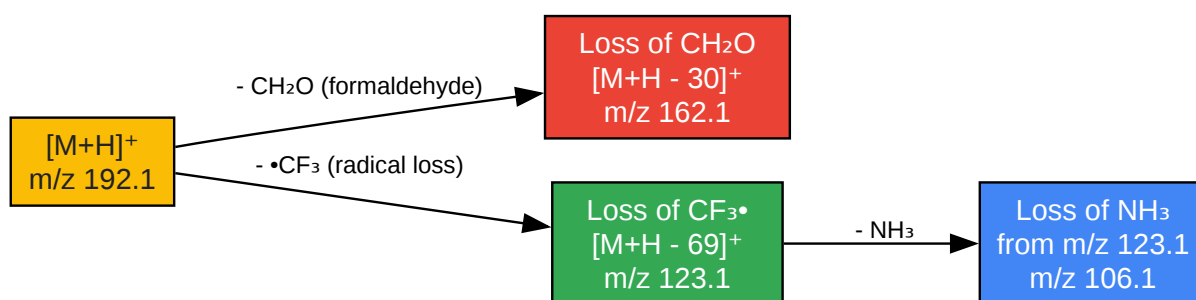 Loss of CH₂O
[M+H - 30]⁺
m/z 162.1
- CH₂O (formaldehyde)
[M+H]⁺
m/z 192.1
- •CF₃ (radical loss)
Loss of CF₃•
[M+H - 69]⁺
m/z 123.1
- NH₃
Loss of NH₃
from m/z 123.1
m/z 106.1